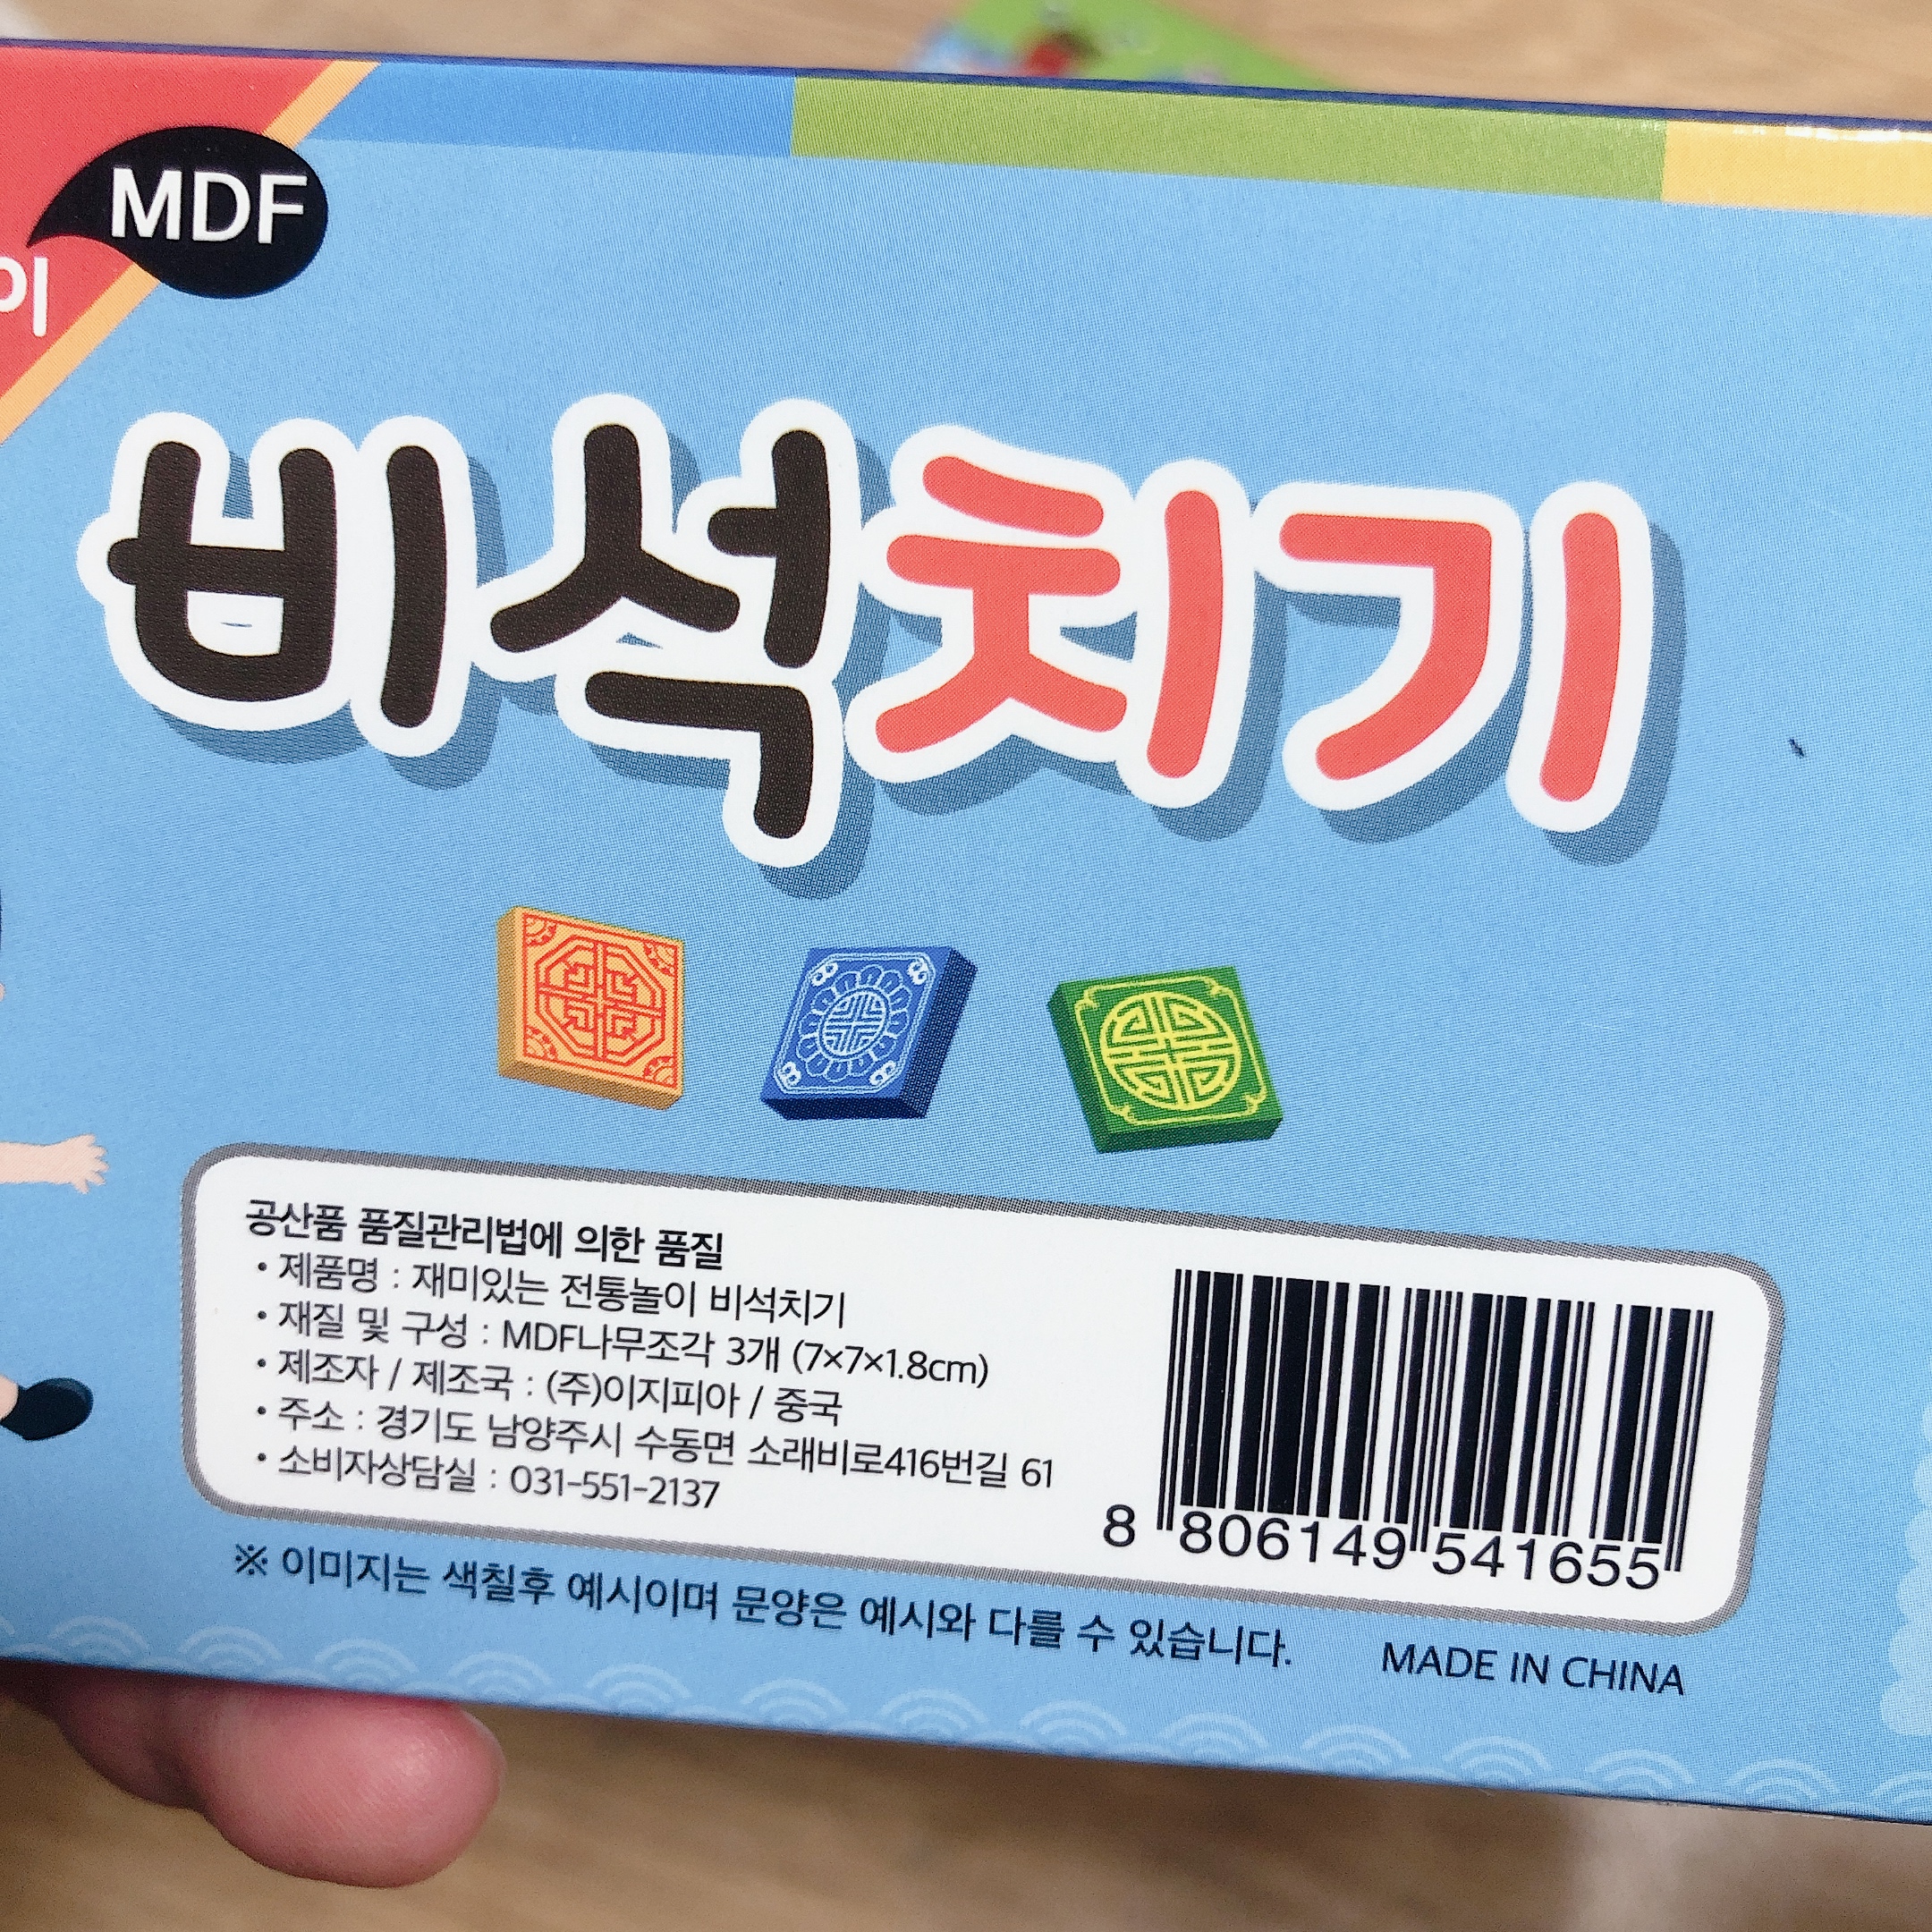 MDF
이
비석치기
공산품 품질관리법에 의한 품질
• 제품명 : 재미있는 전통놀이 비석치기
• 재질 및 구성 : MDF나무조각 3개 (7×7×1.8cm)
• 제조자 / 제조국 : (주)이지피아 / 중국
• 주소 : 경기도 남양주시 수동면 소래비로416번길 61
• 소비자상담실 : 031-551-2137
8 806149 541655
※ 이미지는 색칠후 예시이며 문양은 예시와 다를 수 있습니다.
MADE IN CHINA